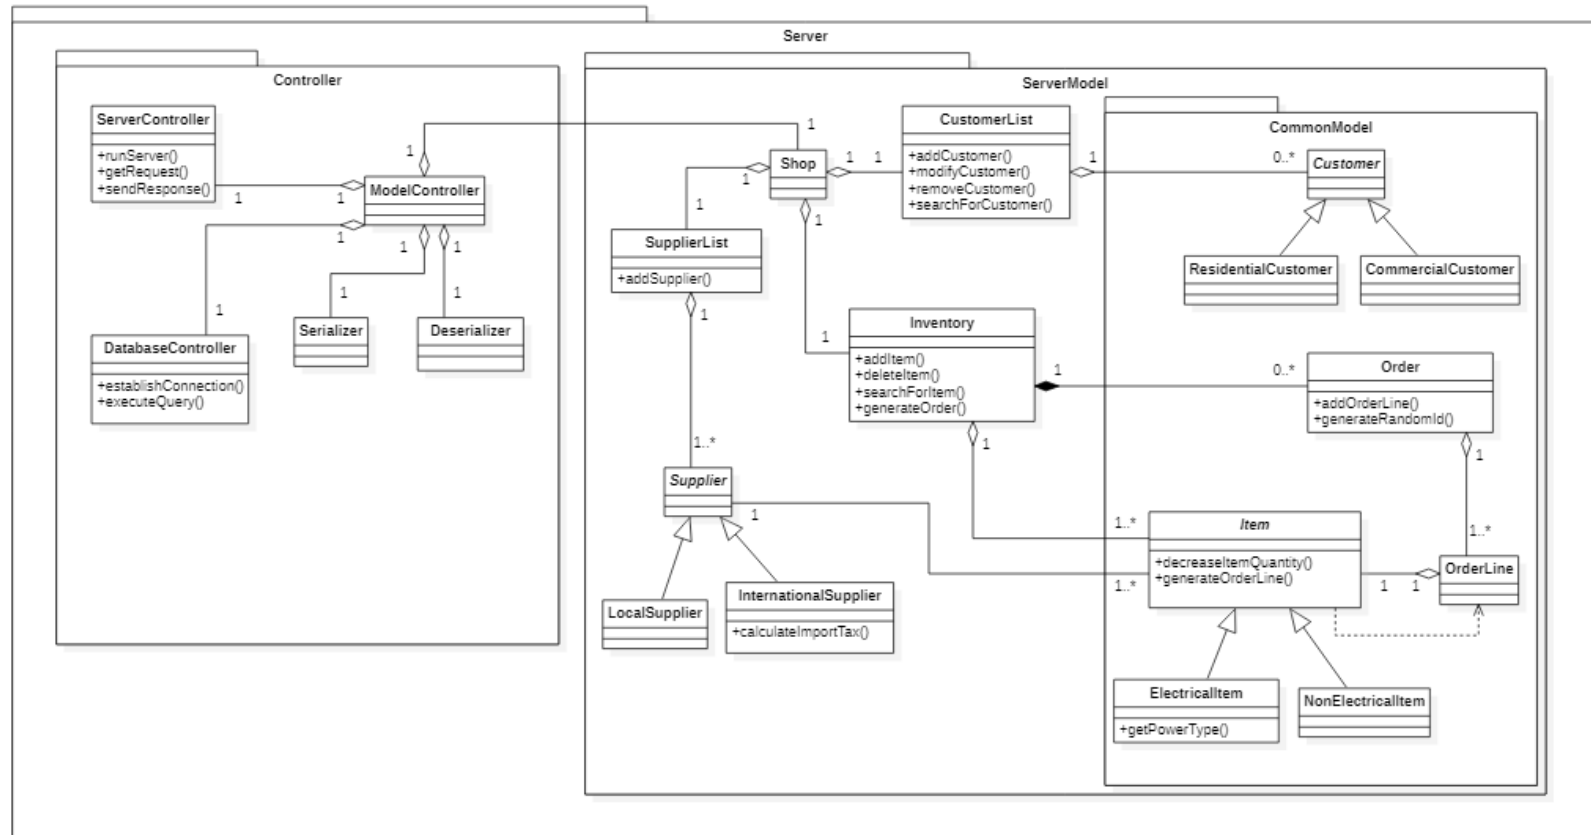 Server
Controller
ServerController
+runServer()
+getRequest()
+sendResponse()
1
1
1
ModelController
1
1
1
1
1
1
DatabaseController
+establishConnection()
+executeQuery()
Serializer
Deserializer
ServerModel
1
Shop
1
1
1
1
1
CustomerList
+addCustomer()
+modifyCustomer()
+removeCustomer()
+searchForCustomer()
1
0..*
SupplierList
+addSupplier()
1
1..*
Inventory
+addItem()
+deleteItem()
+searchForItem()
+generateOrder()
1
1
0..*
1
1..*
Supplier
1
1..*
LocalSupplier
InternationalSupplier
+calculateImportTax()
CommonModel
Customer
ResidentialCustomer
CommercialCustomer
Order
+addOrderLine()
+generateRandomId()
1
1..*
Item
+decreaseItemQuantity()
+generateOrderLine()
1
1
OrderLine
ElectricalItem
+getPowerType()
NonElectricalItem